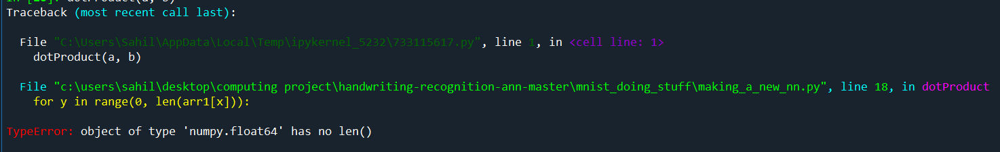 In [28]: dotProduct(a, b)
Traceback (most recent call last):
File "C:\Users\Sahil\AppData\Local\Temp\ipykernel_5232\733115617.py", line 1, in <cell line: 1>
dotProduct(a, b)
File "c:\users\sahil\desktop\computing project\handwriting-recognition-ann-master\mnist_doing_stuff\making_a_new_nn.py", line 18, in dotProduct
for y in range(0, len(arr1[x])):
TypeError: object of type 'numpy.float64' has no len()